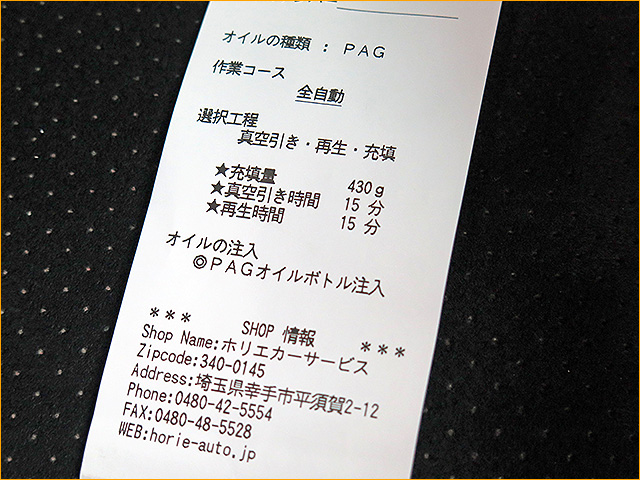 オイルの種類 : PAG
作業コース
全自動
選択工程
真空引き・再生・充填
★充填量 430g
★真空引き時間 15 分
★再生時間 15 分
オイルの注入
◎PAGオイルボトル注入
*** SHOP 情報 ***
Shop Name:ホリエカーサービス
Zipcode:340-0145
Address:埼玉県幸手市平須賀2-12
Phone:0480-42-5554
FAX:0480-48-5528
WEB:horie-auto.jp